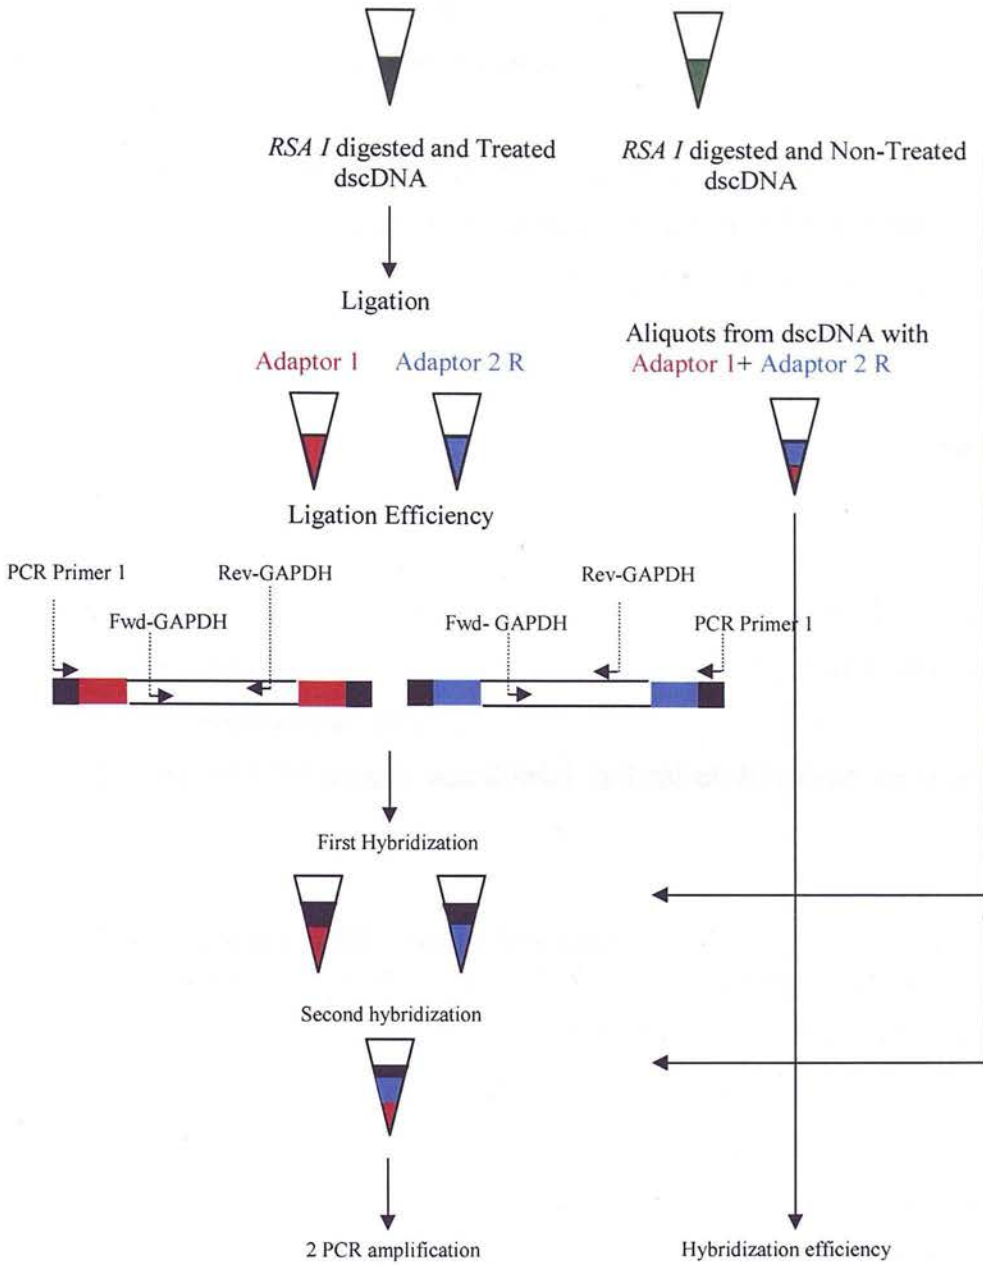 RSA I digested and Treated
dscDNA
RSA I digested and Non-Treated
dscDNA
Ligation
Adaptor 1 Adaptor 2 R
Aliquots from dscDNA with
Adaptor 1+ Adaptor 2 R
Ligation Efficiency
PCR Primer 1
Rev-GAPDH
Fwd-GAPDH
Rev-GAPDH
Fwd- GAPDH
PCR Primer 1
First Hybridization
Second hybridization
2 PCR amplification
Hybridization efficiency